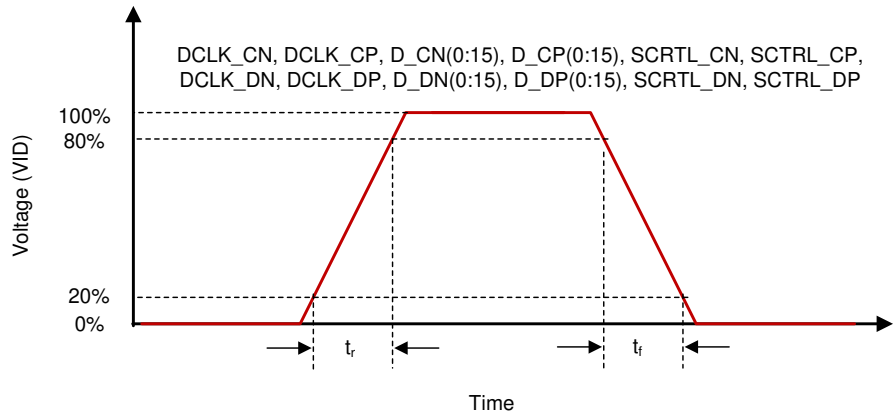 DCLK_CN, DCLK_CP, D_CN(0:15), D_CP(0:15), SCRTL_CN, SCTRL_CP,
DCLK_DN, DCLK_DP, D_DN(0:15), D_DP(0:15), SCRTL_DN, SCTRL_DP
100%
80%
Voltage (VID)
20%
0%
tr
tf
Time